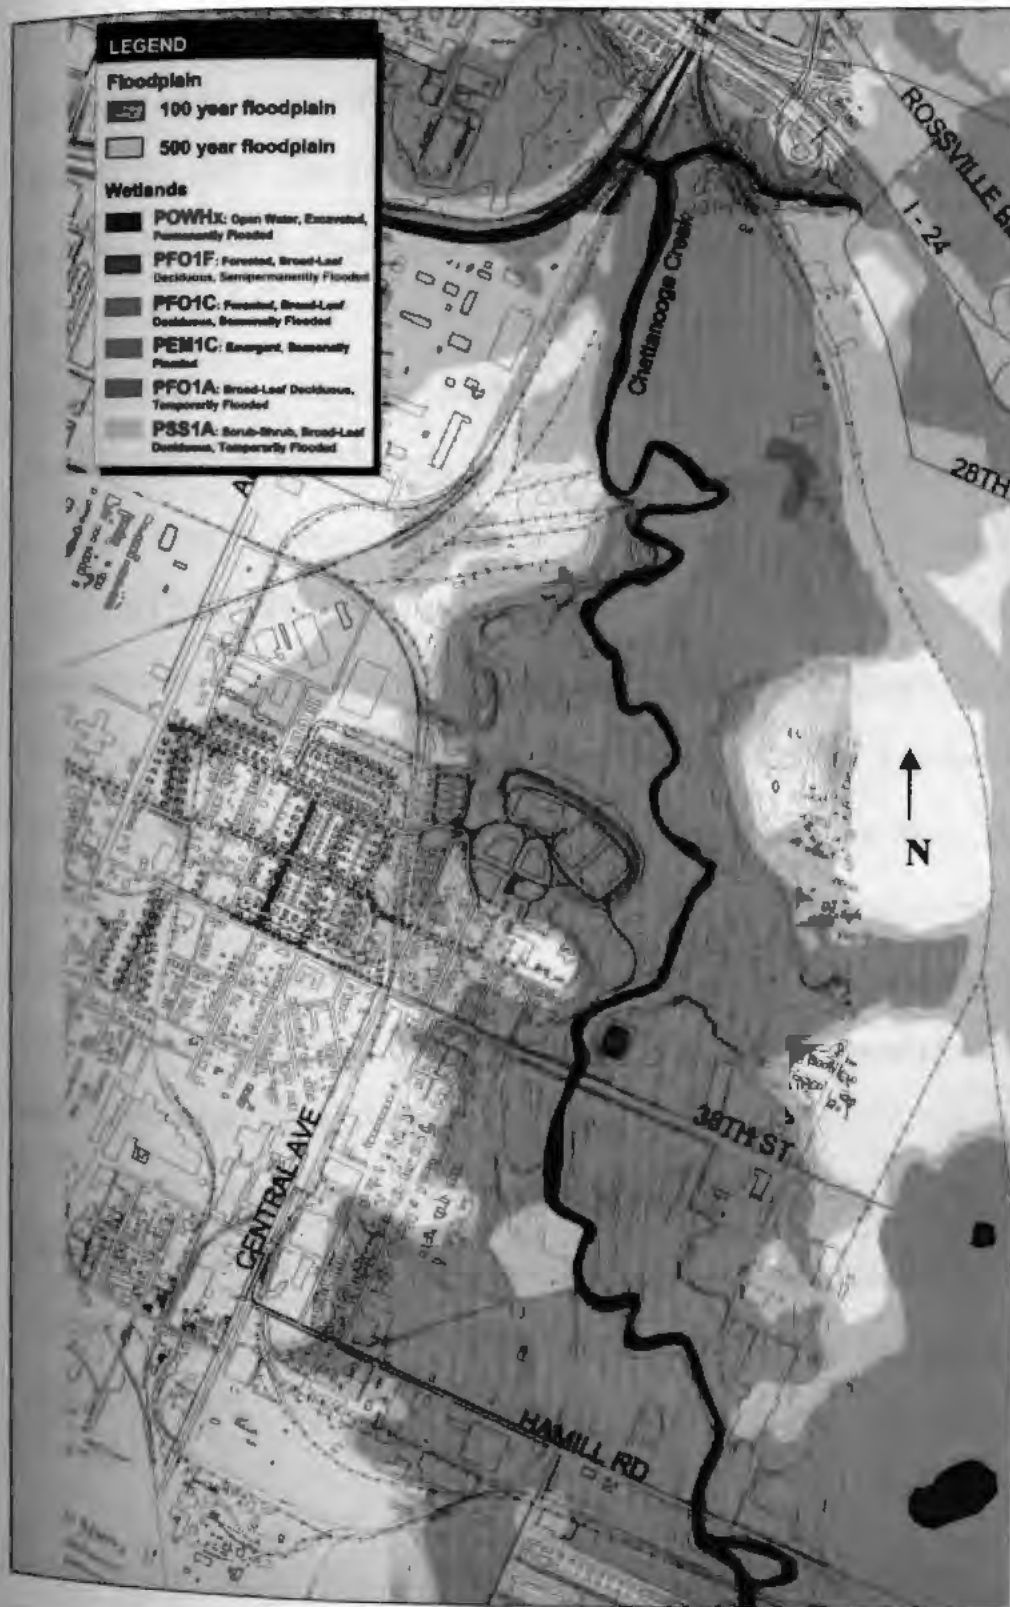 LEGEND
Floodplain
100 year floodplain
500 year floodplain
Wetlands
POWHx: Open Water, Excavated,
Permanently Flooded
PFO1F: Forested, Broad-Leaf
Deciduous, Semipermanently Flooded
PFO1C: Forested, Broad-Leaf
Deciduous, Seasonally Flooded
PEM1C: Emergent, Seasonally
Flooded
PFO1A: Broad-Leaf Deciduous,
Temporarily Flooded
PSS1A: Scrub-Shrub, Broad-Leaf
Deciduous, Temporarily Flooded
ROSSVILLE
I - 24
Chattanooga Creek
28TH
N
38TH ST
CENTRAL AVE
HAMILL RD